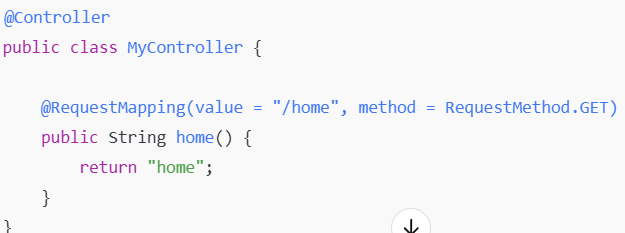 @Controller
public class MyController {
@RequestMapping(value = "/home", method = RequestMethod.GET)
public String home() {
return "home";
}
}